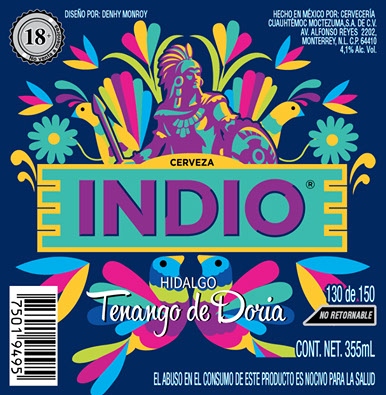 18+
DISEÑO POR: DENHY MONROY
HECHO EN MÉXICO POR: CERVECERÍA
CUAUHTÉMOC MOCTEZUMA, S.A. DE C.V.
AV. ALFONSO REYES 2202,
MONTERREY, N.L. C.P. 64410
4,1% Alc. Vol.
CERVEZA
INDIO®
HIDALGO
Tenango de Doria
130 de 150
NO RETORNABLE
CONT. NET. 355mL
EL ABUSO EN EL CONSUMO DE ESTE PRODUCTO ES NOCIVO PARA LA SALUD
75019495